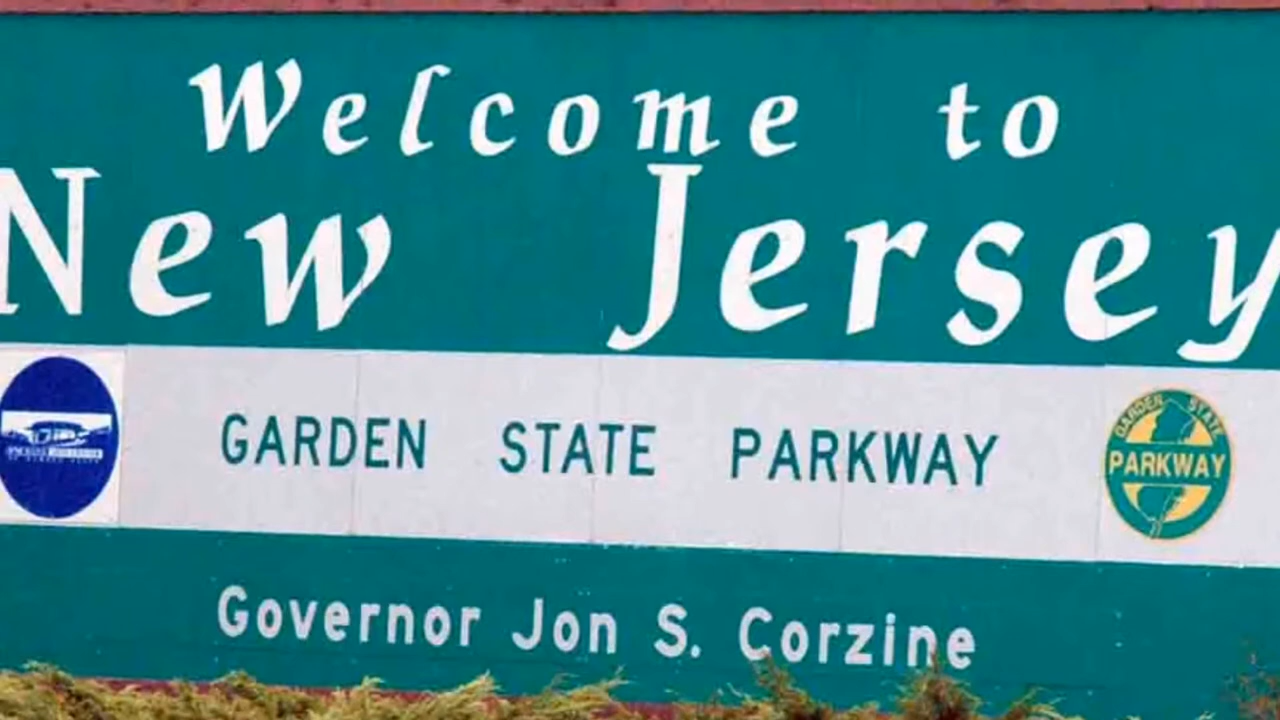 Welcome to
New Jersey
GARDEN STATE PARKWAY
GARDEN STATE
PARKWAY
Governor Jon S. Corzine